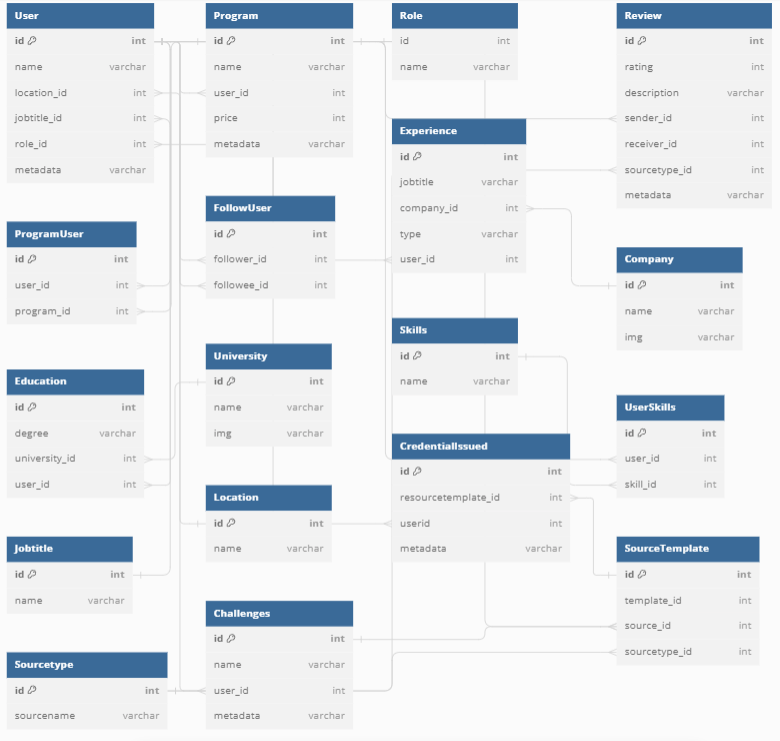 User
id int
name varchar
location_id int
jobtitle_id int
role_id int
metadata varchar
Program
id int
name varchar
user_id int
price int
metadata varchar
Role
id int
name varchar
Review
id int
rating int
description varchar
sender_id int
receiver_id int
sourcetype_id int
metadata varchar
Experience
id int
jobtitle varchar
company_id int
type varchar
user_id int
FollowUser
id int
follower_id int
followee_id int
ProgramUser
id int
user_id int
program_id int
Company
id int
name varchar
img varchar
Skills
id int
name varchar
University
id int
name varchar
img varchar
Education
id int
degree varchar
university_id int
user_id int
UserSkills
id int
user_id int
skill_id int
CredentialIssued
id int
resourcetemplate_id int
userid int
metadata varchar
Location
id int
name varchar
Jobtitle
id int
name varchar
SourceTemplate
id int
template_id int
source_id int
sourcetype_id int
Challenges
id int
name varchar
user_id int
metadata varchar
Sourcetype
id int
sourcename varchar